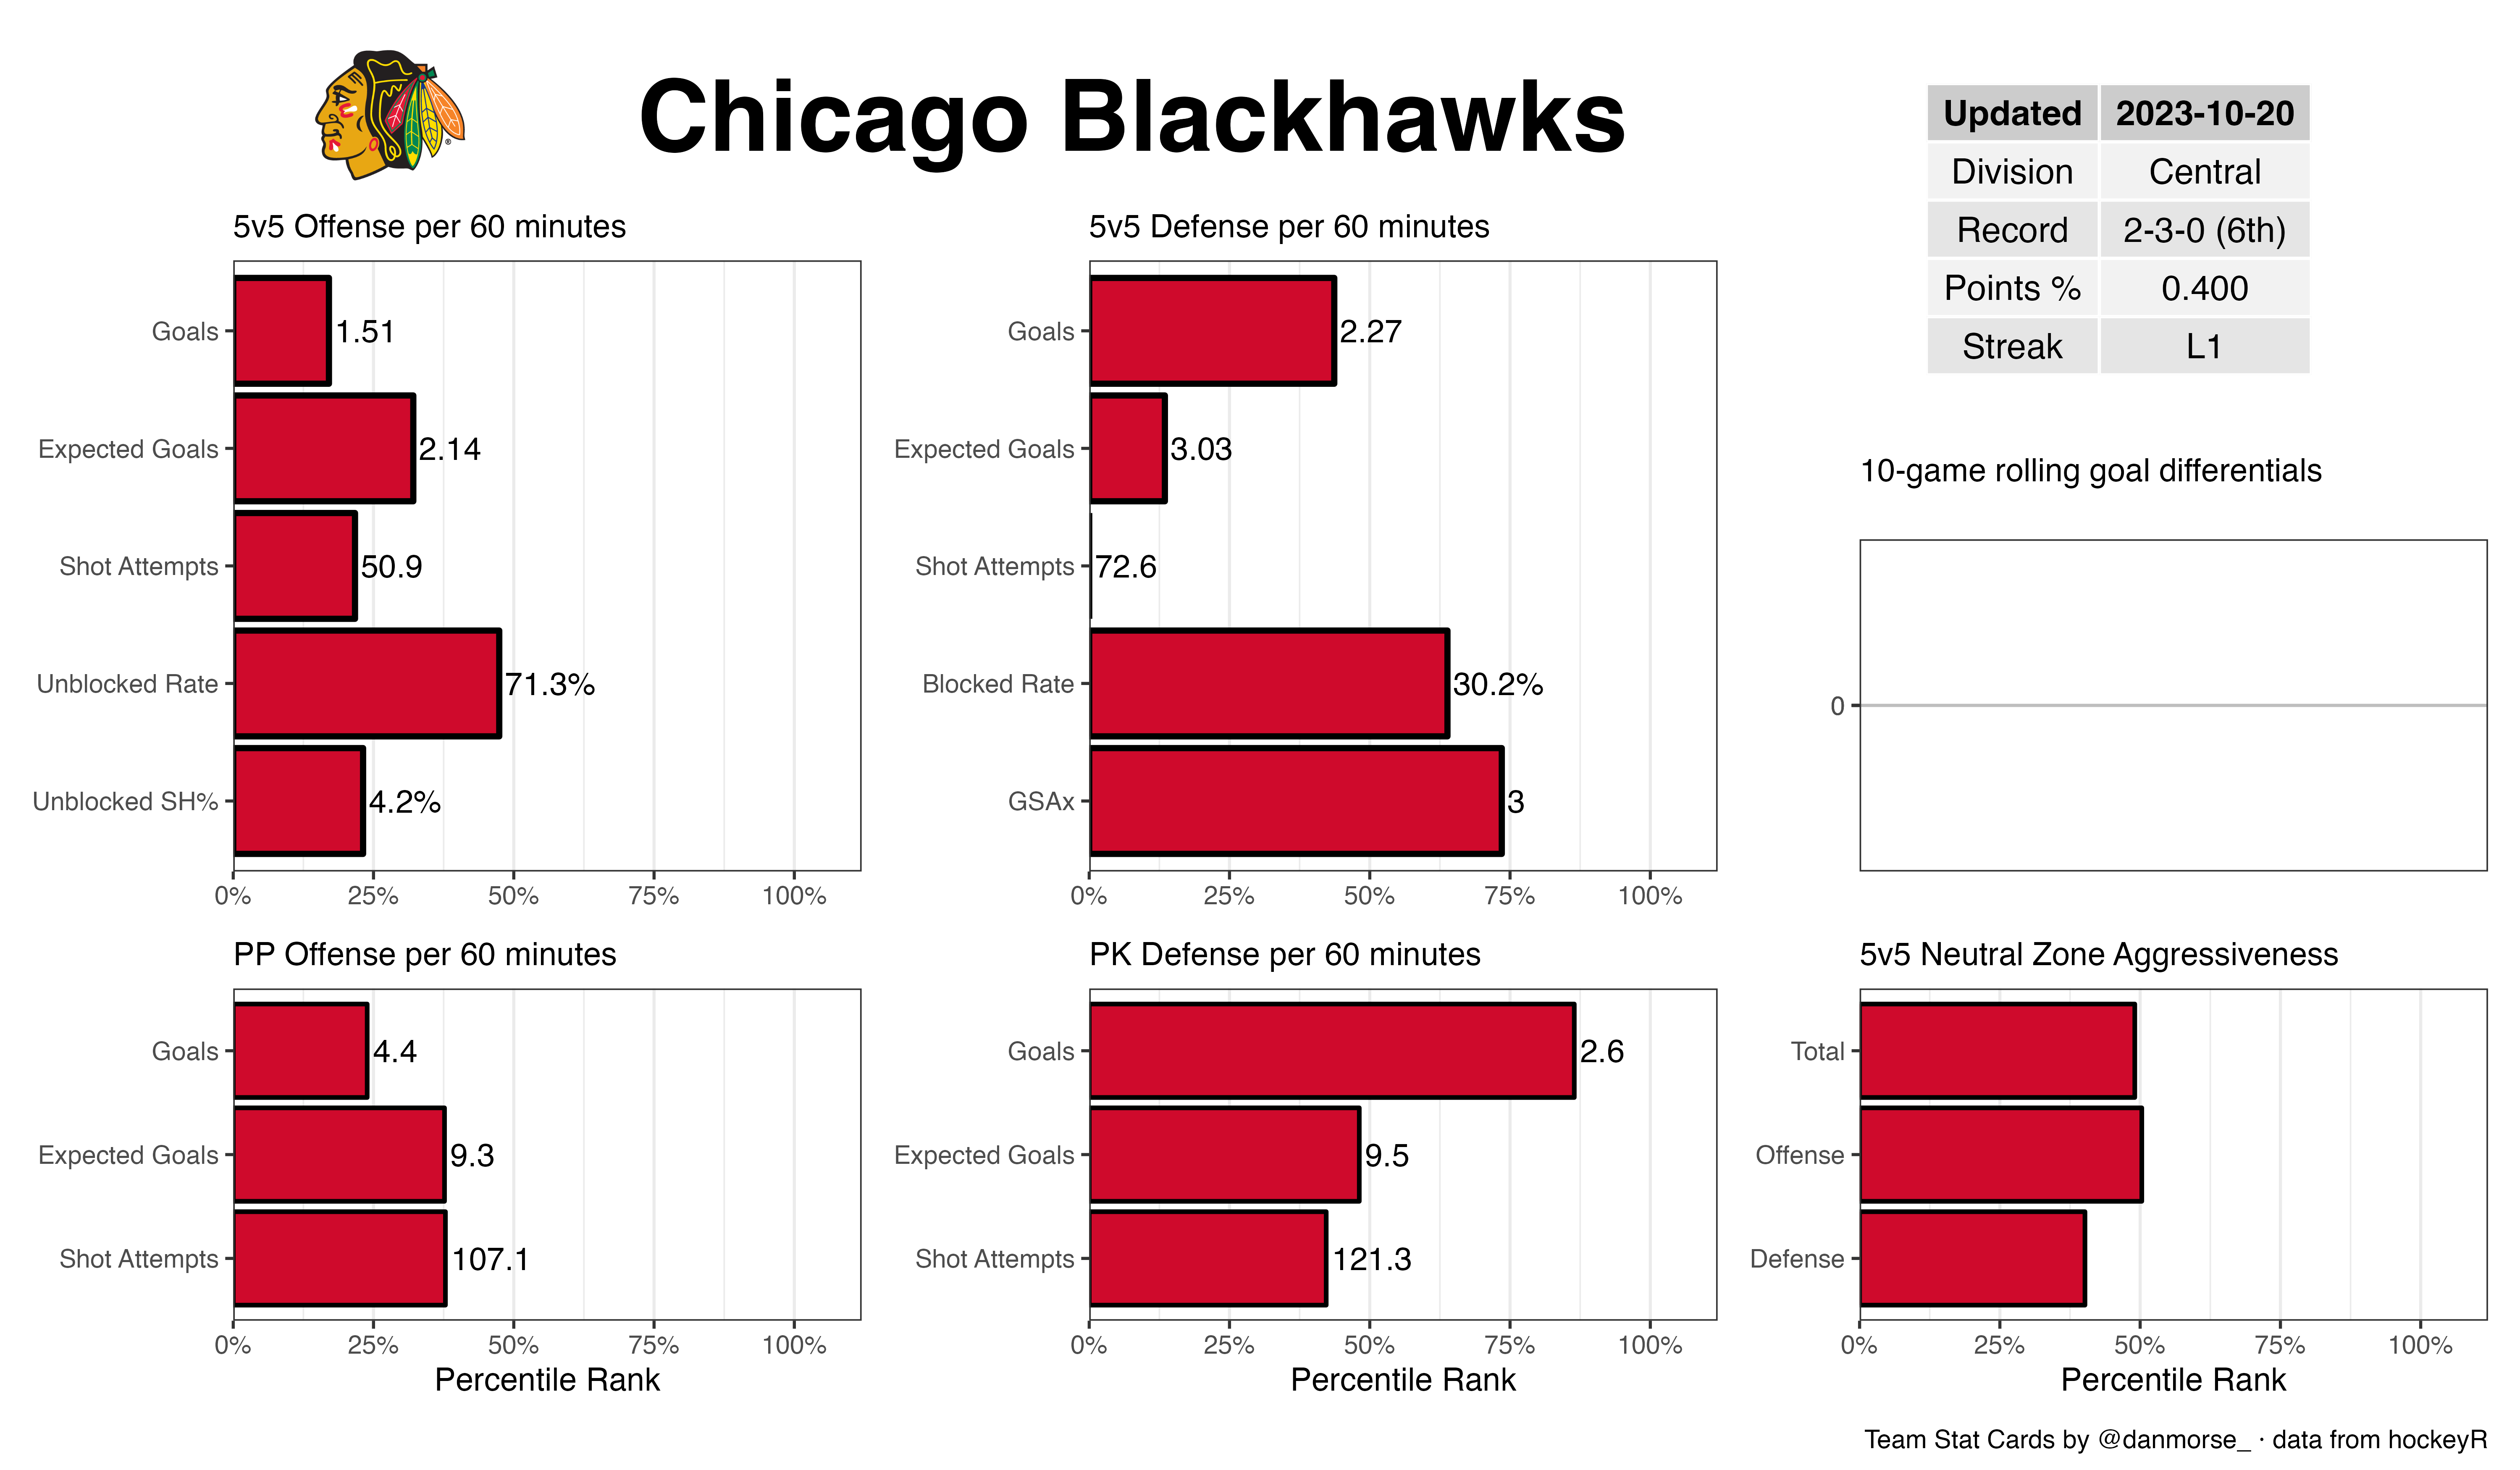 Chicago Blackhawks
Updated 2023-10-20
Division Central
Record 2-3-0 (6th)
Points % 0.400
Streak L1
5v5 Offense per 60 minutes
Goals 1.51
Expected Goals 2.14
Shot Attempts 50.9
Unblocked Rate 71.3%
Unblocked SH% 4.2%
0% 25% 50% 75% 100%
5v5 Defense per 60 minutes
Goals 2.27
Expected Goals 3.03
Shot Attempts 72.6
Blocked Rate 30.2%
GSAx 3
0% 25% 50% 75% 100%
10-game rolling goal differentials
0
PP Offense per 60 minutes
Goals 4.4
Expected Goals 9.3
Shot Attempts 107.1
0% 25% 50% 75% 100%
Percentile Rank
PK Defense per 60 minutes
Goals 2.6
Expected Goals 9.5
Shot Attempts 121.3
0% 25% 50% 75% 100%
Percentile Rank
5v5 Neutral Zone Aggressiveness
Total
Offense
Defense
0% 25% 50% 75% 100%
Percentile Rank
Team Stat Cards by @danmorse_ · data from hockeyR